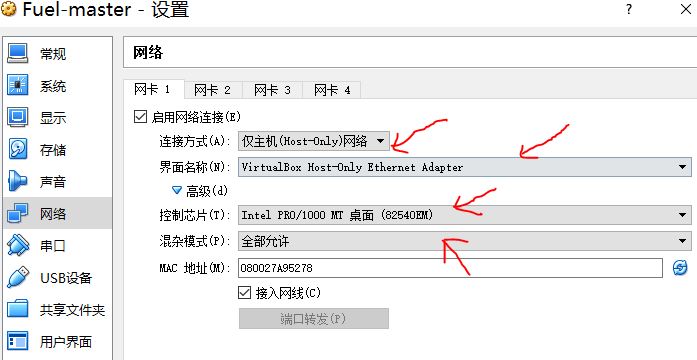 Fuel-master - 设置
? ×
常规
系统
显示
存储
声音
网络
串口
USB设备
共享文件夹
用户界面
网络
网卡 1 网卡 2 网卡 3 网卡 4
启用网络连接(E)
连接方式(A): 仅主机(Host-Only)网络
界面名称(N): VirtualBox Host-Only Ethernet Adapter
高级(d)
控制芯片(T): Intel PRO/1000 MT 桌面 (82540EM)
混杂模式(P): 全部允许
MAC 地址(M): 080027A95278
接入网线(C)
端口转发(P)